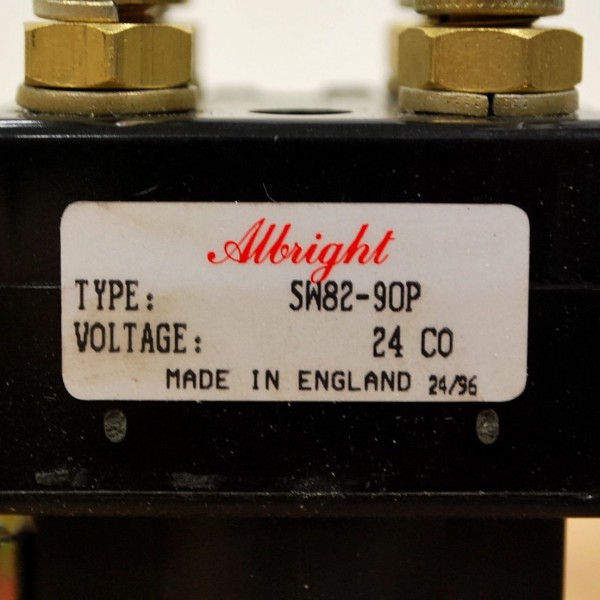 Albright
TYPE: SW82-90P
VOLTAGE: 24 CO
MADE IN ENGLAND 24/96